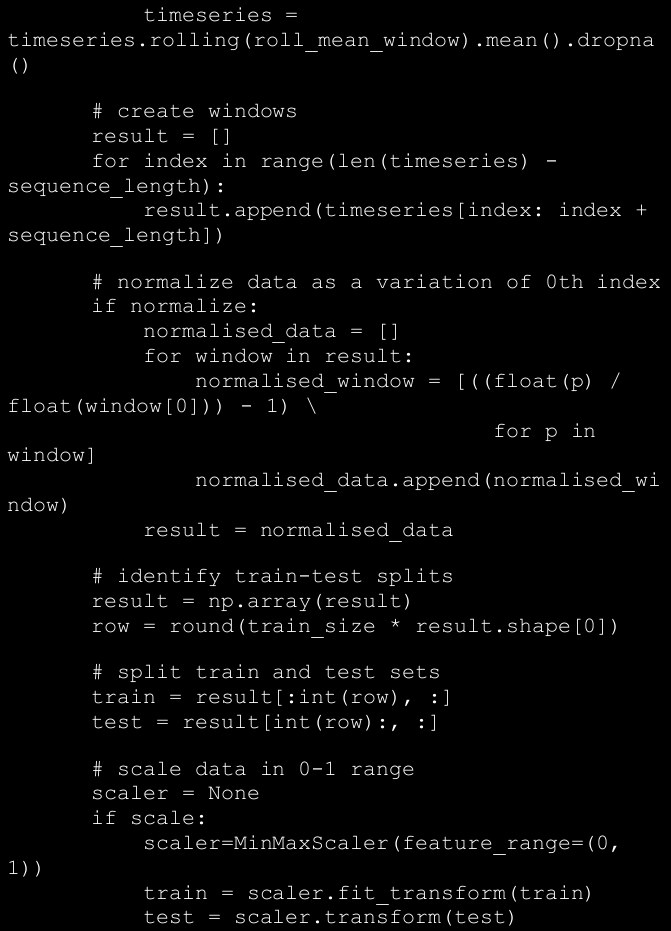 timeseries =
timeseries.rolling(roll_mean_window).mean().dropna
()
# create windows
result = []
for index in range(len(timeseries) -
sequence_length):
result.append(timeseries[index: index +
sequence_length])
# normalize data as a variation of 0th index
if normalize:
normalised_data = []
for window in result:
normalised_window = [((float(p) /
float(window[0])) - 1) \
for p in
window]
normalised_data.append(normalised_wi
ndow)
result = normalised_data
# identify train-test splits
result = np.array(result)
row = round(train_size * result.shape[0])
# split train and test sets
train = result[:int(row), :]
test = result[int(row):, :]
# scale data in 0-1 range
scaler = None
if scale:
scaler=MinMaxScaler(feature_range=(0,
1))
train = scaler.fit_transform(train)
test = scaler.transform(test)